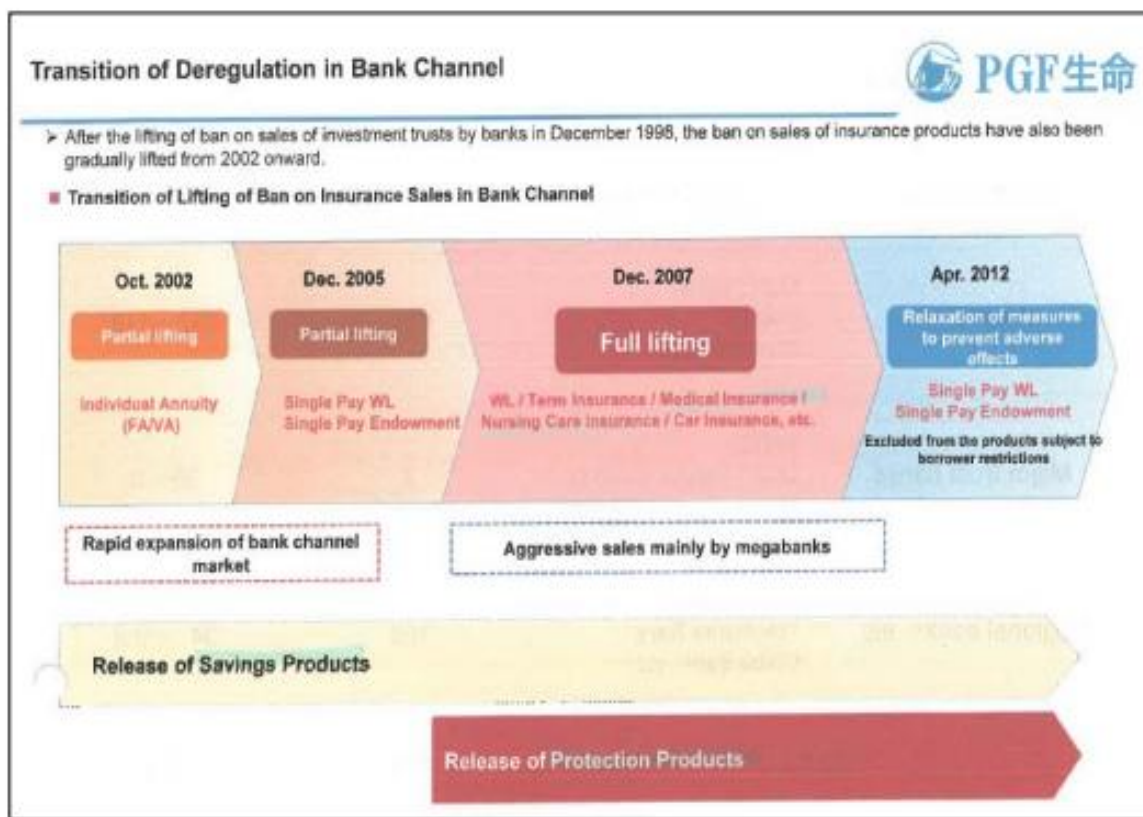 Transition of Deregulation in Bank Channel
PGF生命
➤ After the lifting of ban on sales of investment trusts by banks in December 1998, the ban on sales of insurance products have also been
gradually lifted from 2002 onward.
■ Transition of Lifting of Ban on Insurance Sales in Bank Channel
Oct. 2002
Partial lifting
Individual Annuity
(FA/VA)
Dec. 2005
Partial lifting
Single Pay WL
Single Pay Endowment
Dec. 2007
Full lifting
WL / Term Insurance / Medical Insurance /
Nursing Care Insurance / Car Insurance, etc.
Apr. 2012
Relaxation of measures
to prevent adverse
effects
Single Pay WL
Single Pay Endowment
Excluded from the products subject to
borrower restrictions
Rapid expansion of bank channel
market
Aggressive sales mainly by megabanks
Release of Savings Products
Release of Protection Products